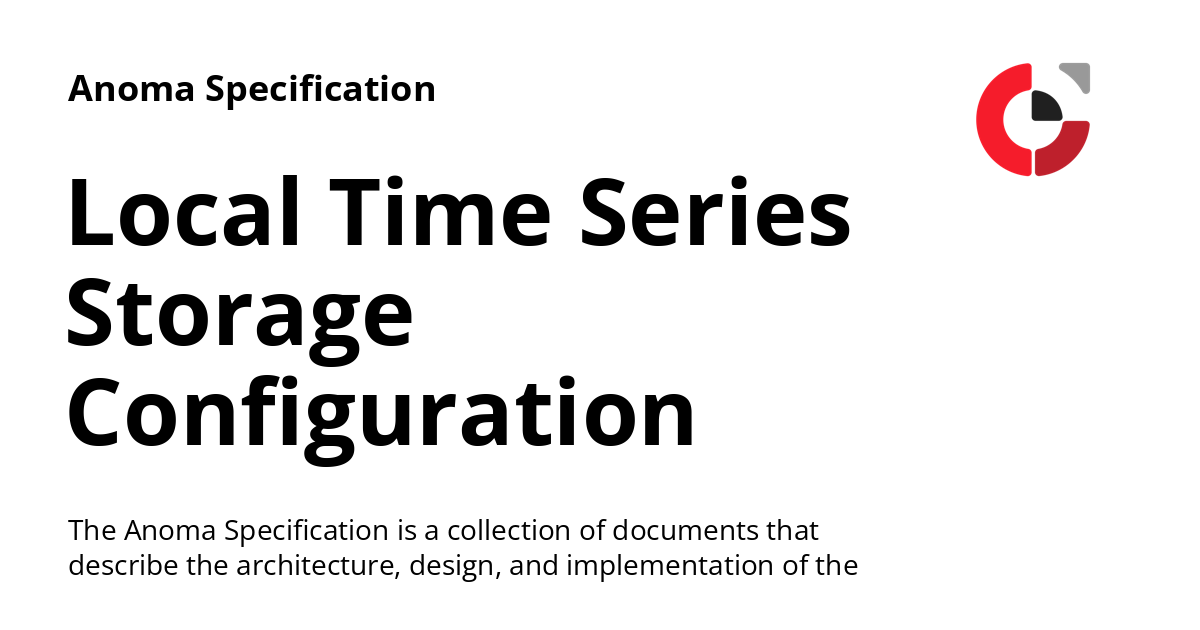 Anoma Specification
Local Time Series
Storage
Configuration
The Anoma Specification is a collection of documents that
describe the architecture, design, and implementation of the